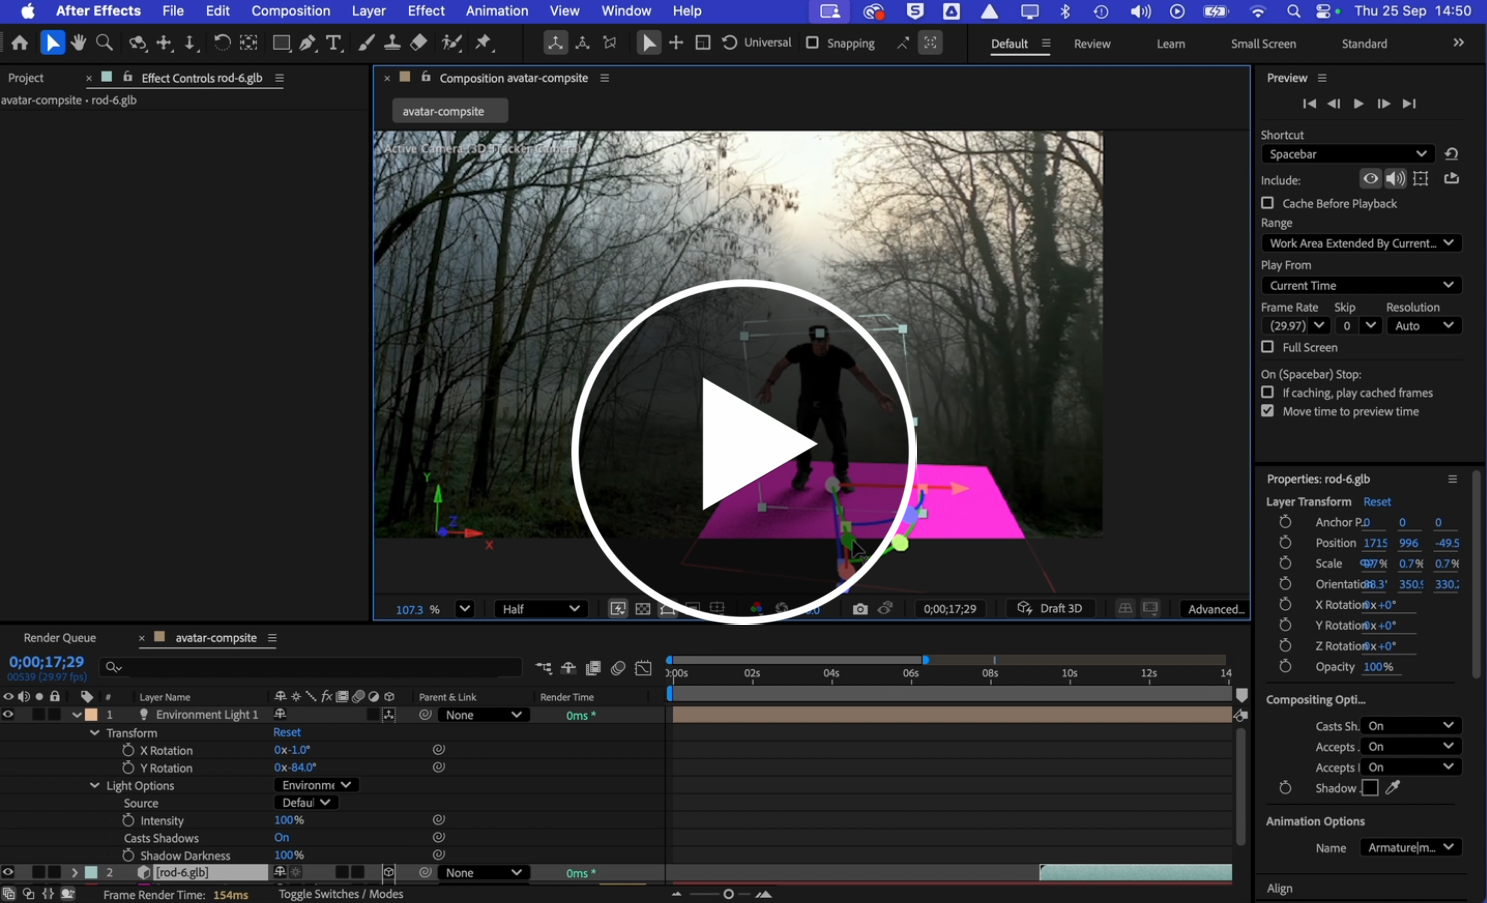 After Effects File Edit Composition Layer Effect Animation View Window Help Thu 25 Sep 14:50
Universal Snapping Default Review Learn Small Screen Standard
Project Effect Controls rod-6.glb
avatar-compsite • rod-6.glb
Composition avatar-compsite
avatar-compsite
Active Camera (3D Tracker Camera)
Y
Z
X
107.3 % Half 0;00;17;29 Draft 3D Advanced...
Preview
Shortcut
Spacebar
Include:
Cache Before Playback
Range
Work Area Extended By Current...
Play From
Current Time
Frame Rate Skip Resolution
(29.97) 0 Auto
Full Screen
On (Spacebar) Stop:
If caching, play cached frames
Move time to preview time
Properties: rod-6.glb
Layer Transform Reset
Anchor P 0 0 0
Position 1715 996 -49.5
Scale 0.7% 0.7%
Orientation 350.9 330.2
X Rotation 0x+0°
Y Rotation 0x+0°
Z Rotation 0x+0°
Opacity 100%
Compositing Opti...
Casts Sh. On
Accepts On
Accepts On
Shadow
Animation Options
Name Armature|m...
Align
Render Queue avatar-compsite
0;00;17;29
00539 (29.97 fps)
02s 04s 06s 08s 10s 12s 14
# Layer Name fx Parent & Link Render Time
1 Environment Light 1 None 0ms *
Transform Reset
X Rotation 0x-1.0°
Y Rotation 0x-84.0°
Light Options Environme
Source Defaul
Intensity 100%
Casts Shadows On
Shadow Darkness 100%
2 [rod-6.glb] None 0ms *
Frame Render Time: 154ms Toggle Switches / Modes